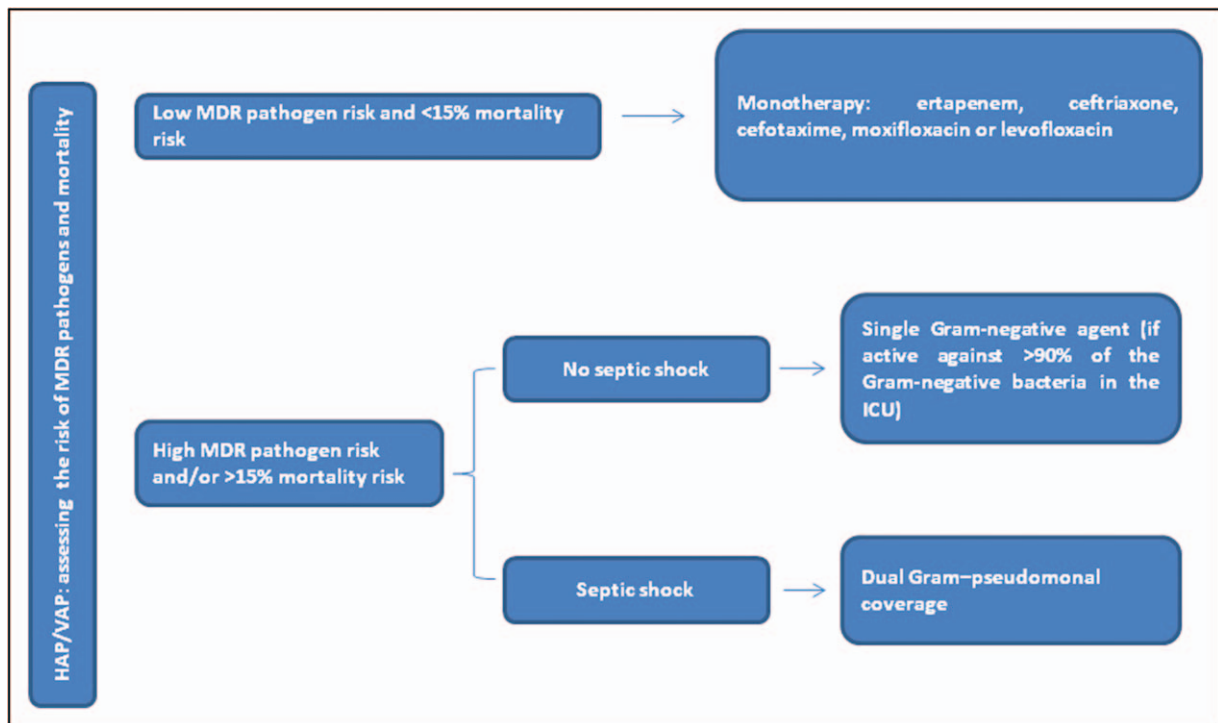 HAP/VAP: assessing the risk of MDR pathogens and mortality
Low MDR pathogen risk and <15% mortality
risk
Monotherapy: ertapenem, ceftriaxone,
cefotaxime, moxifloxacin or levofloxacin
High MDR pathogen risk
and/or >15% mortality risk
No septic shock
Single Gram-negative agent (if
active against >90% of the
Gram-negative bacteria in the
ICU)
Septic shock
Dual Gram–pseudomonal
coverage